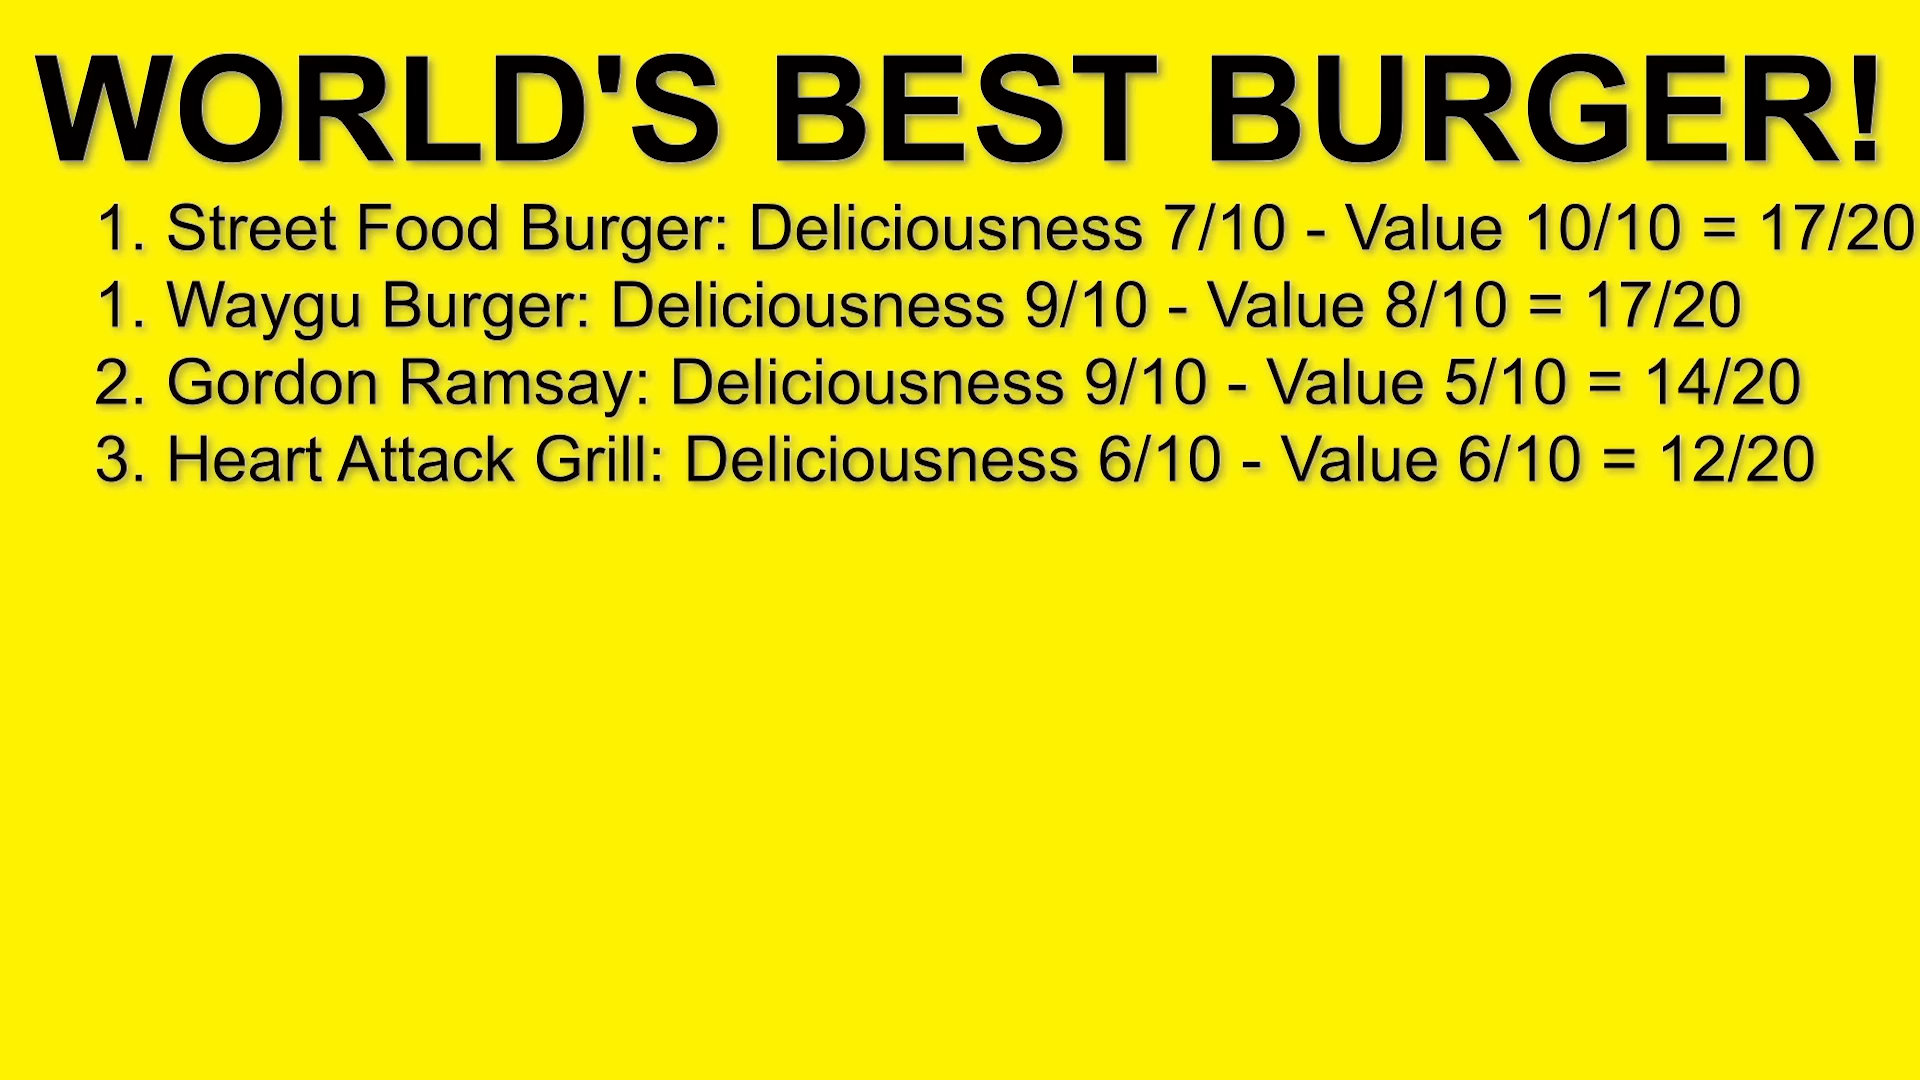 WORLD'S BEST BURGER!
1. Street Food Burger: Deliciousness 7/10 - Value 10/10 = 17/20
1. Waygu Burger: Deliciousness 9/10 - Value 8/10 = 17/20
2. Gordon Ramsay: Deliciousness 9/10 - Value 5/10 = 14/20
3. Heart Attack Grill: Deliciousness 6/10 - Value 6/10 = 12/20